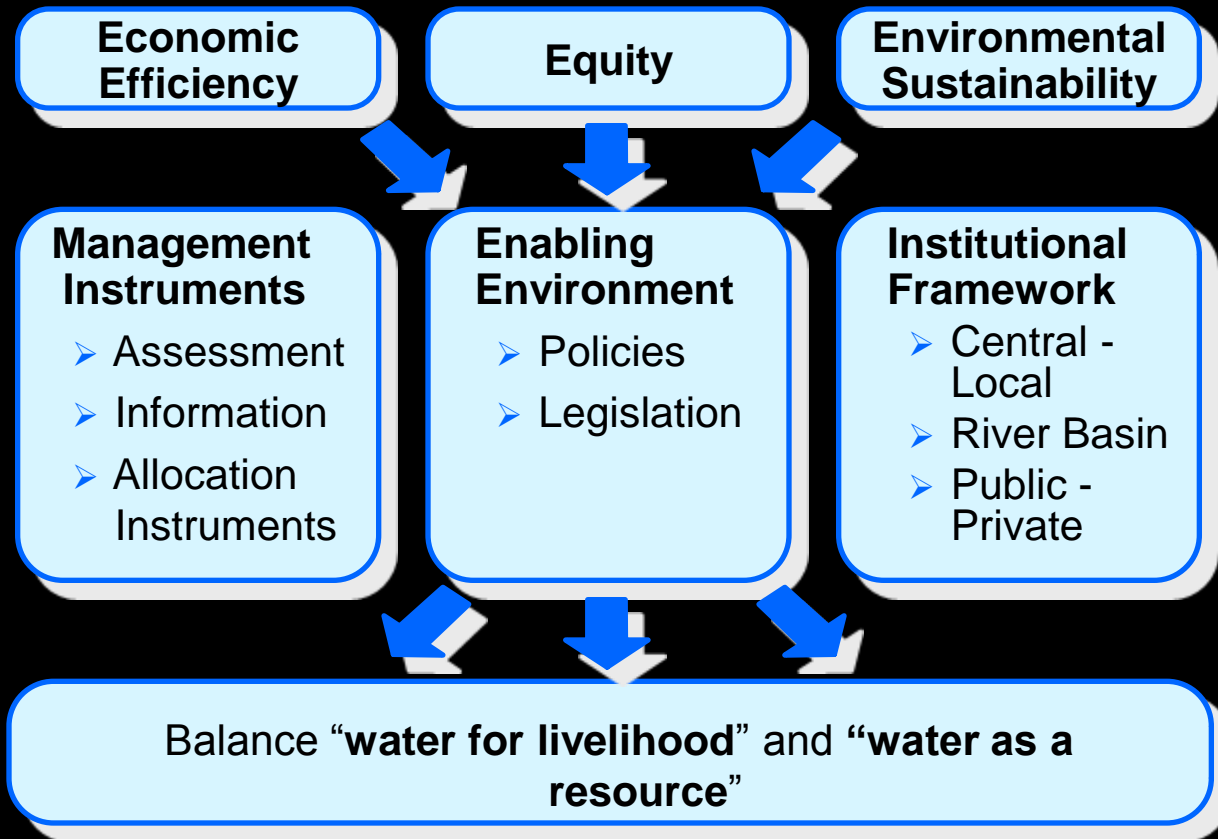 Economic
Efficiency
Equity
Environmental
Sustainability
Management
Instruments
➢ Assessment
➢ Information
➢ Allocation
Instruments
Enabling
Environment
➢ Policies
➢ Legislation
Institutional
Framework
➢ Central -
Local
➢ River Basin
➢ Public -
Private
Balance “water for livelihood” and “water as a
resource”